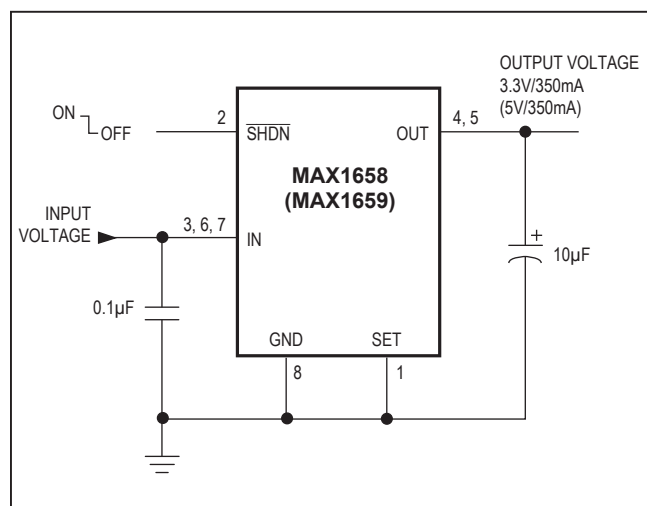 OUTPUT VOLTAGE
3.3V/350mA
(5V/350mA)
ON
OFF
2
SHDN
OUT
4, 5
MAX1658
(MAX1659)
INPUT
VOLTAGE
3, 6, 7
IN
+
10µF
0.1µF
GND
SET
8
1